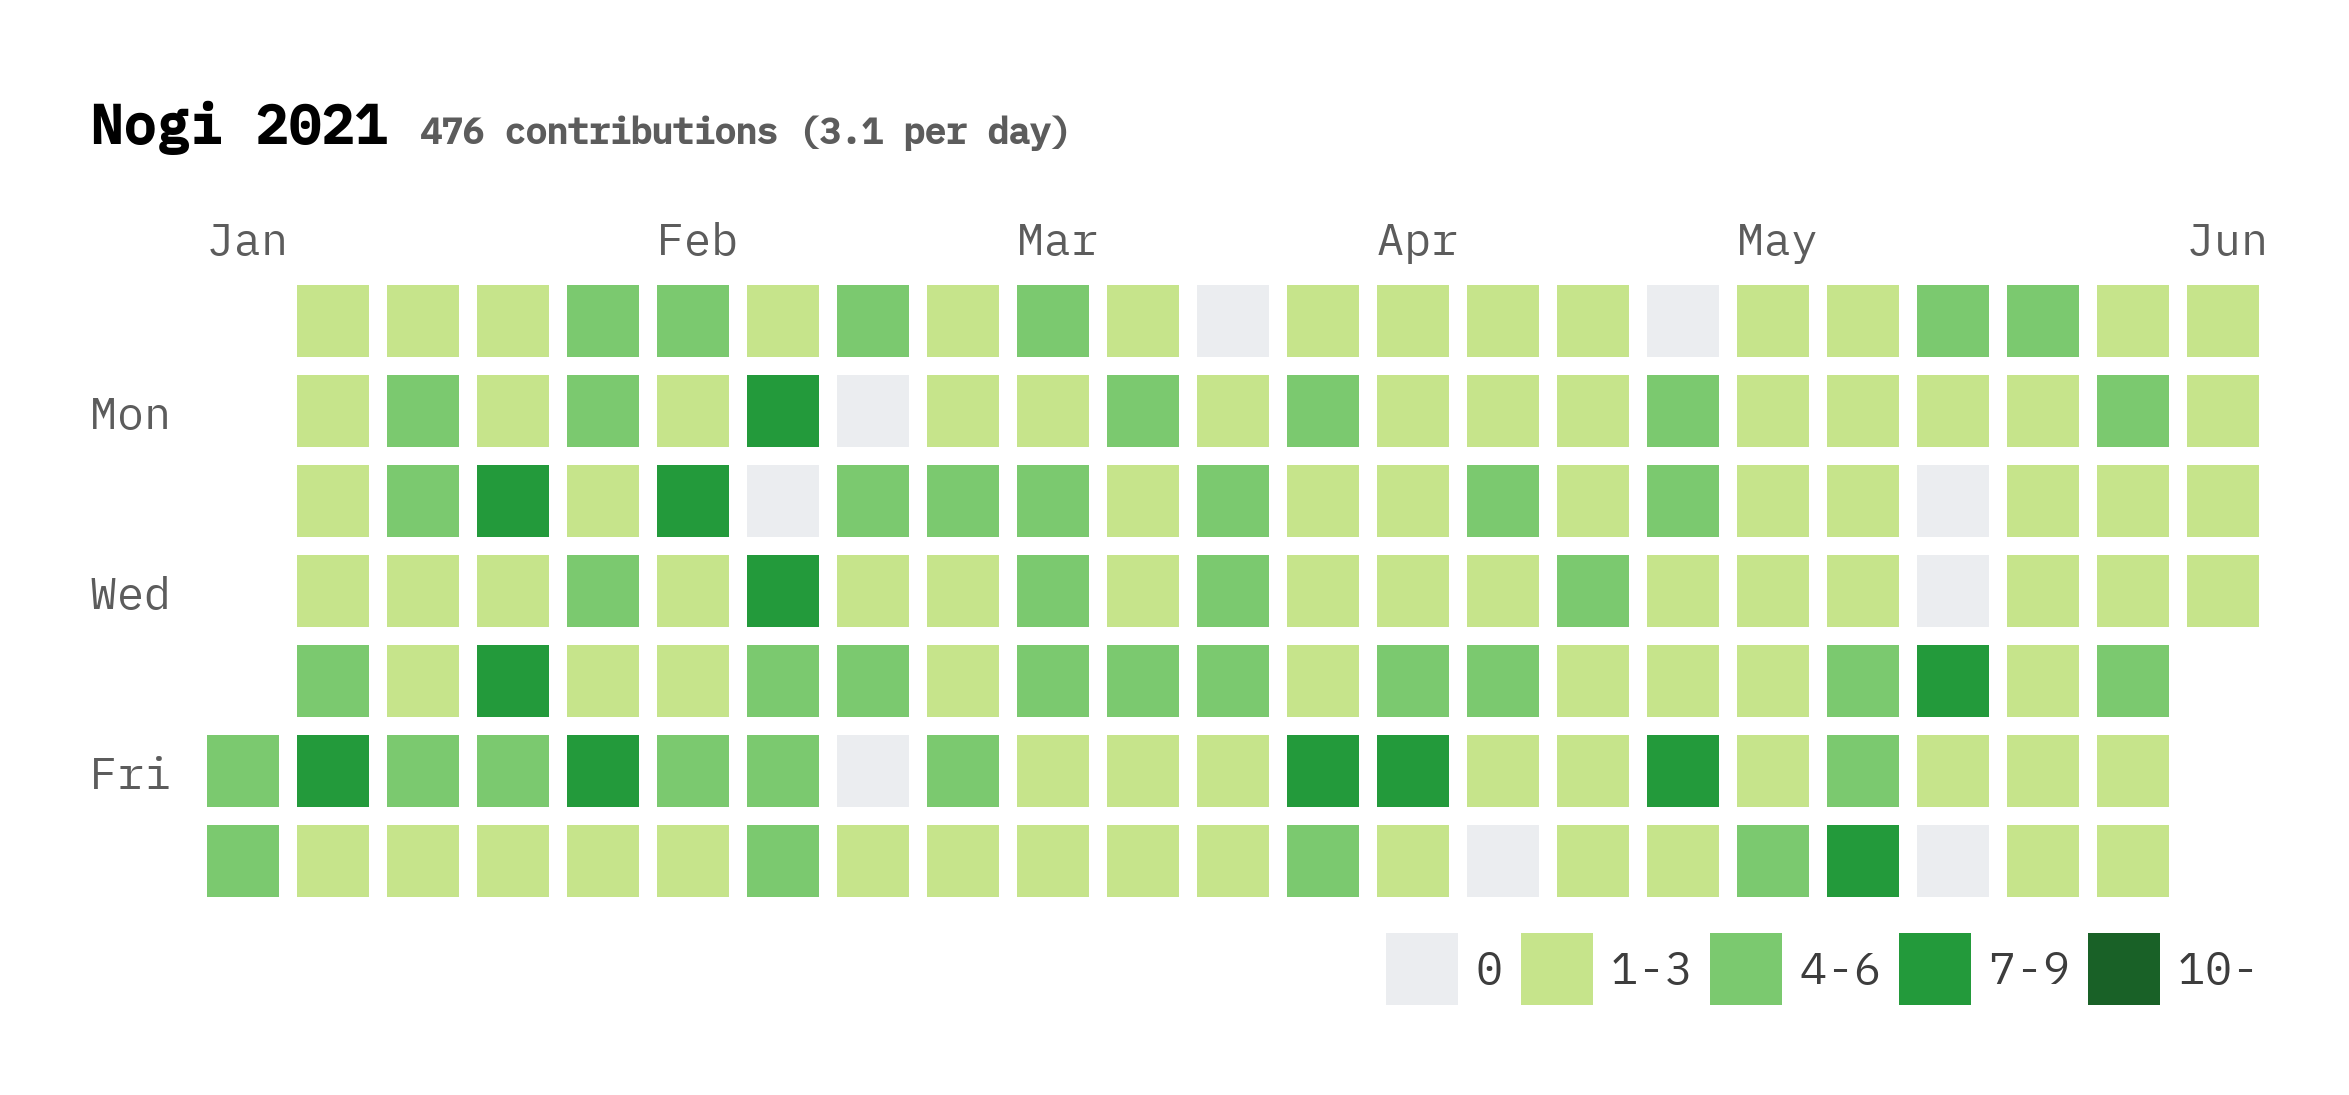 Nogi 2021 476 contributions (3.1 per day)
Jan Feb Mar Apr May Jun
Mon
Wed
Fri
0 1-3 4-6 7-9 10-